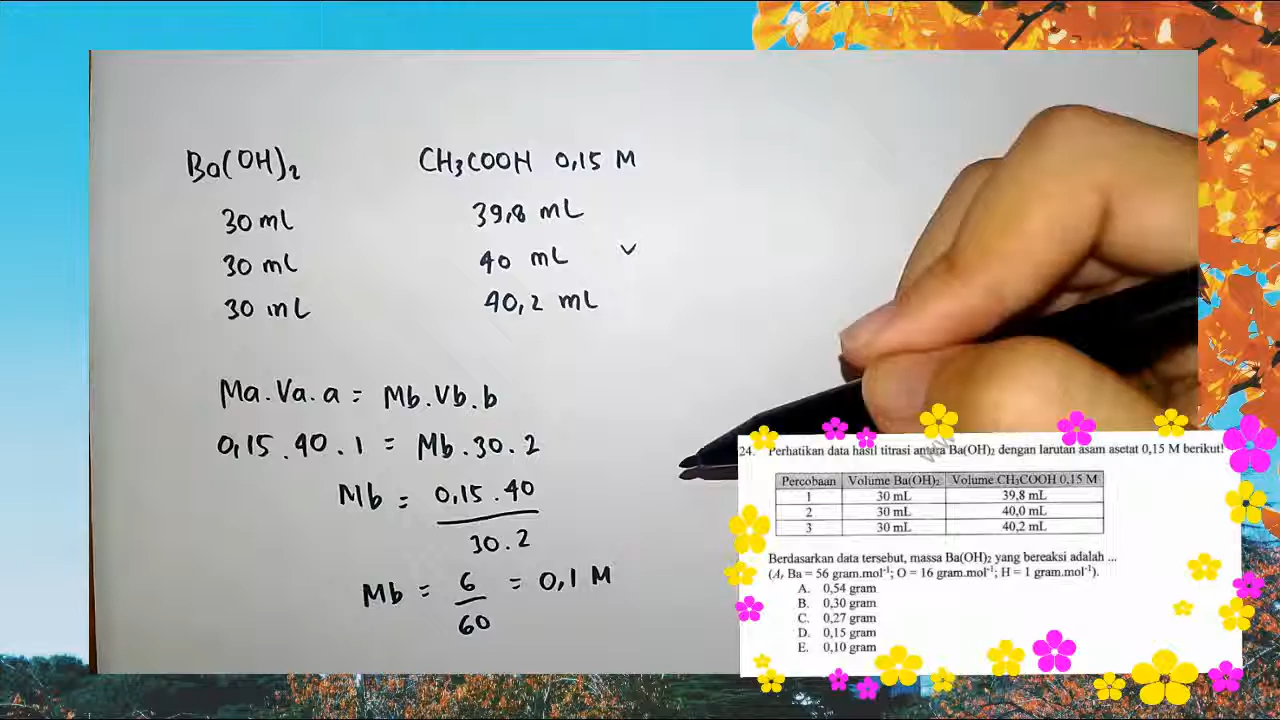 Ba(OH)2 CH3COOH 0,15 M
30 mL 39,8 mL
30 mL 40 mL
30 mL 40,2 mL
Ma.Va.a = Mb.Vb.b
0,15.40.1 = Mb.30.2
Mb = 0,15.40
30.2
Mb = 6 = 0,1 M
60
24. Perhatikan data hasil titrasi antara Ba(OH)2 dengan larutan asam asetat 0,15 M berikut!
Percobaan Volume Ba(OH)2 Volume CH3COOH 0,15 M
1 30 mL 39,8 mL
2 30 mL 40,0 mL
3 30 mL 40,2 mL
Berdasarkan data tersebut, massa Ba(OH)2 yang bereaksi adalah ...
(Ar Ba = 56 gram.mol-1; O = 16 gram.mol-1; H = 1 gram.mol-1).
A. 0,54 gram
B. 0,30 gram
C. 0,27 gram
D. 0,15 gram
E. 0,10 gram